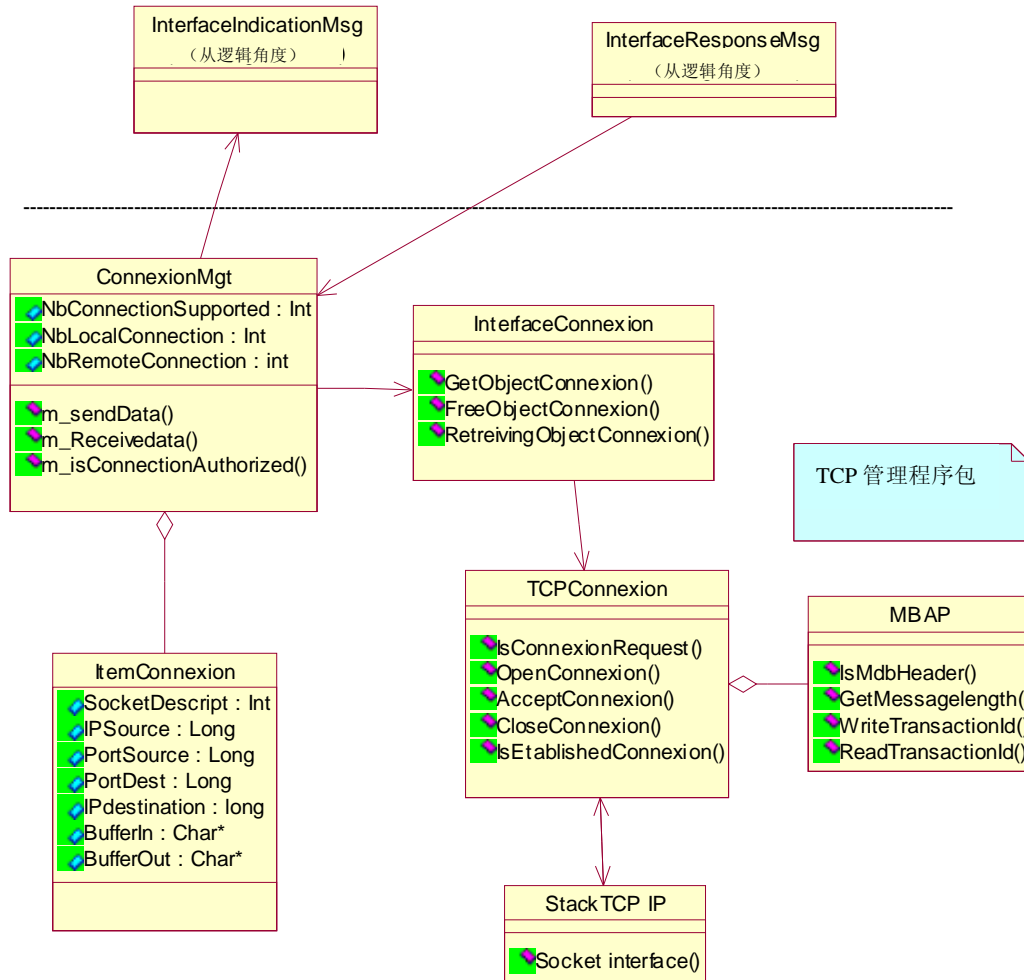 InterfaceIndicationMsg
（从逻辑角度）
InterfaceResponseMsg
（从逻辑角度）
ConnexionMgt
NbConnectionSupported : Int
NbLocalConnection : Int
NbRemoteConnection : int
m_sendData()
m_Receivedata()
m_isConnectionAuthorized()
InterfaceConnexion
GetObjectConnexion()
FreeObjectConnexion()
RetreivingObjectConnexion()
TCP 管理程序包
TCPConnexion
IsConnexionRequest()
OpenConnexion()
AcceptConnexion()
CloseConnexion()
IsEtablishedConnexion()
MBAP
IsMdbHeader()
GetMessagelength()
WriteTransactionId()
ReadTransactionId()
ItemConnexion
SocketDescript : Int
IPSource : Long
PortSource : Long
PortDest : Long
IPdestination : long
BufferIn : Char*
BufferOut : Char*
StackTCP IP
Socket interface()